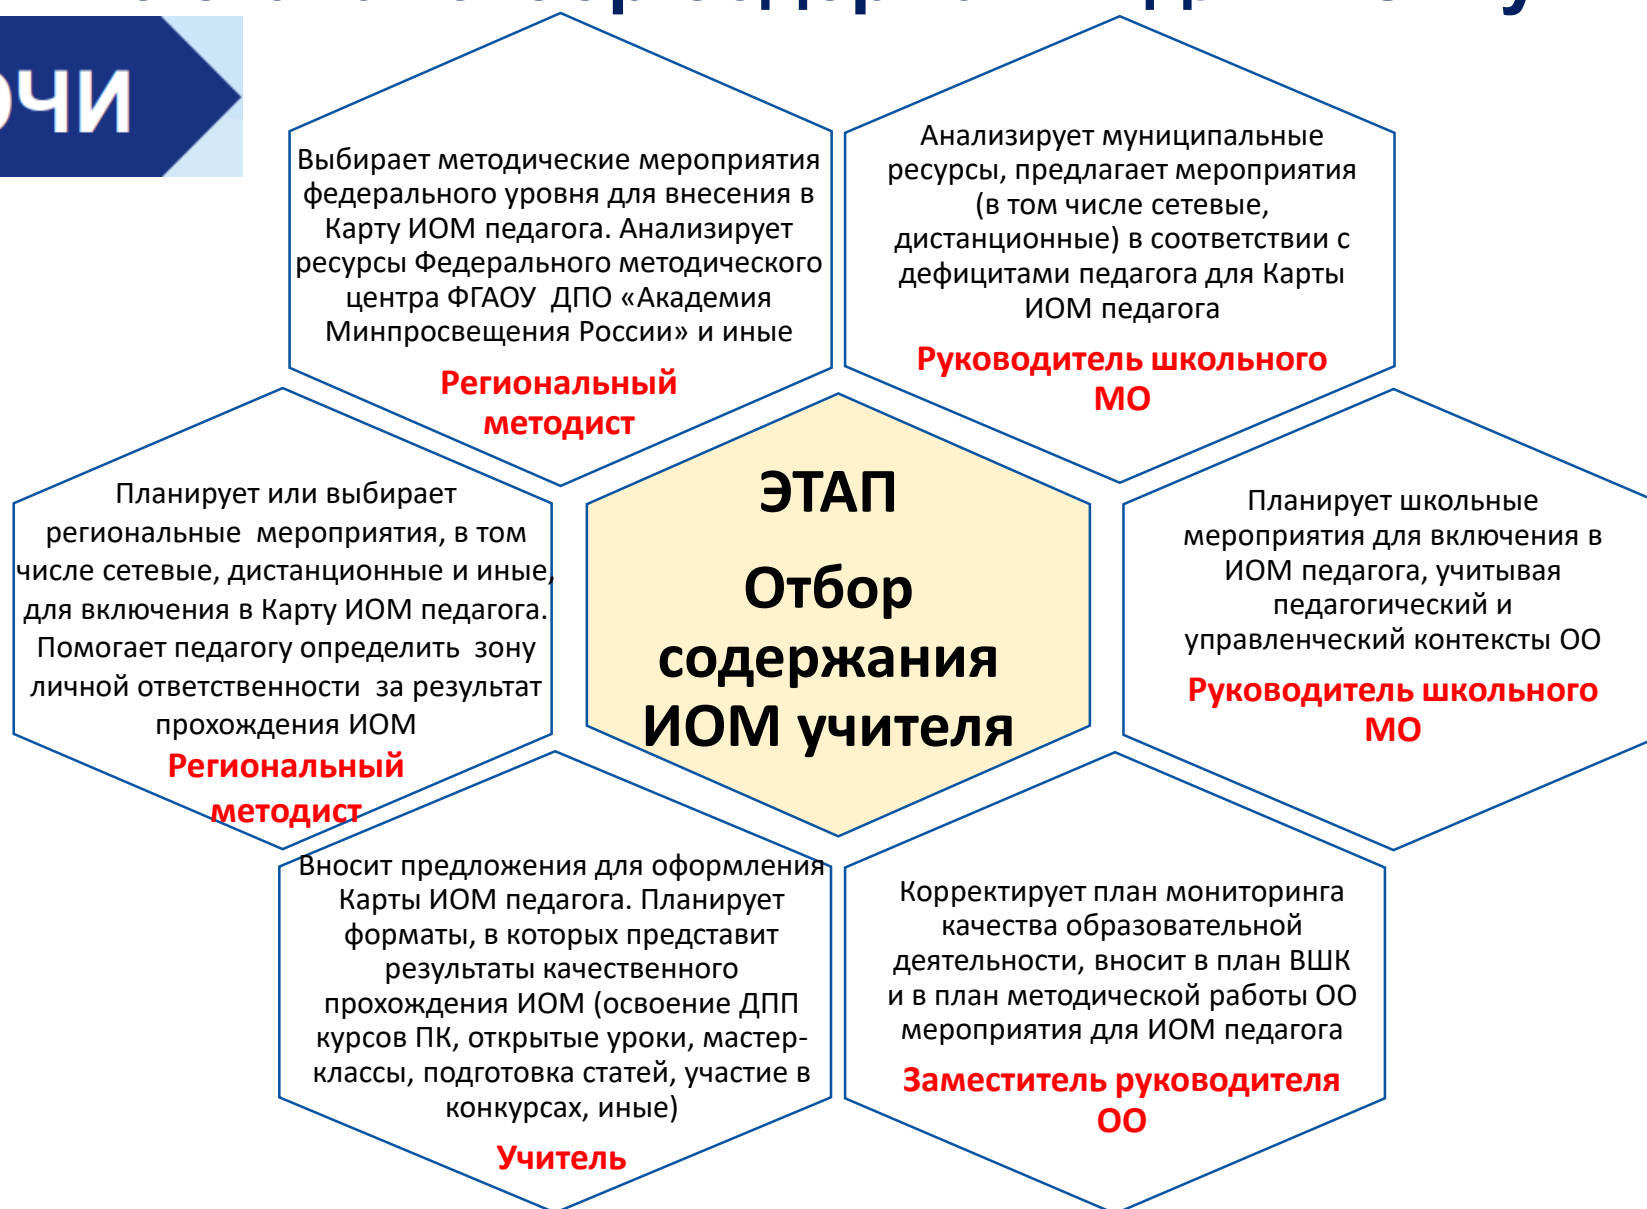 ЧИ
Выбирает методические мероприятия
федерального уровня для внесения в
Карту ИОМ педагога. Анализирует
ресурсы Федерального методического
центра ФГАОУ  ДПО «Академия
Минпросвещения России» и иные
Региональный
методист
Анализирует муниципальные
ресурсы, предлагает мероприятия
(в том числе сетевые,
дистанционные) в соответствии с
дефицитами педагога для Карты
ИОМ педагога
Руководитель школьного
МО
Планирует или выбирает
региональные  мероприятия, в том
числе сетевые, дистанционные и иные,
для включения в Карту ИОМ педагога.
Помогает педагогу определить  зону
личной ответственности  за результат
прохождения ИОМ
Региональный
методист
ЭТАП
Отбор
содержания
ИОМ учителя
Планирует школьные
мероприятия для включения в
ИОМ педагога, учитывая
педагогический и
управленческий контексты ОО
Руководитель школьного
МО
Вносит предложения для оформления
Карты ИОМ педагога. Планирует
форматы, в которых представит
результаты качественного
прохождения ИОМ (освоение ДПП
курсов ПК, открытые уроки, мастер-
классы, подготовка статей, участие в
конкурсах, иные)
Учитель
Корректирует план мониторинга
качества образовательной
деятельности, вносит в план ВШК
и в план методической работы ОО
мероприятия для ИОМ педагога
Заместитель руководителя
ОО